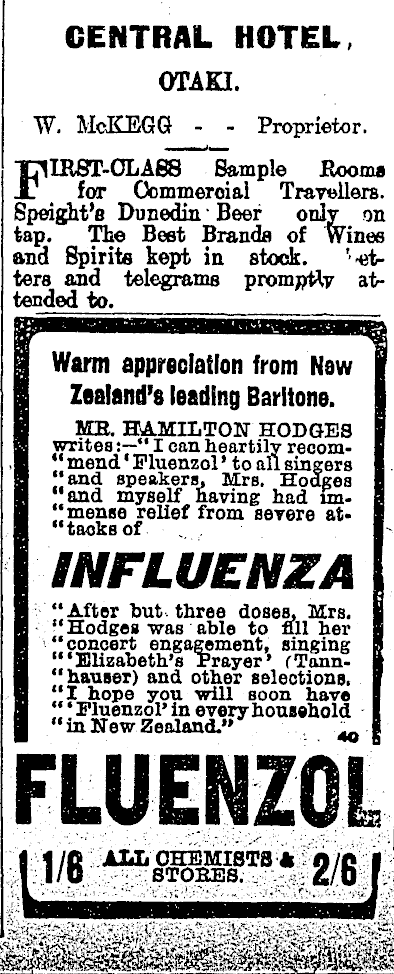 CENTRAL HOTEL,
OTAKI.
W. McKEGG - - Proprietor.
FIRST-CLASS Sample Rooms
for Commercial Travellers.
Speight's Dunedin Beer only on
tap. The Best Brands of Wines
and Spirits kept in stock. 'et-
ters and telegrams promptly at-
tended to.
Warm appreciation from New
Zealand's leading Baritone.
MR. HAMILTON HODGES
writes:—"I can heartily recom-
"mend 'Fluenzol' to all singers
"and speakers, Mrs. Hodges
"and myself having had im-
"mense relief from severe at-
"tacks of
INFLUENZA
"After but three doses, Mrs.
"Hodges was able to fill her
"concert engagement, singing
"'Elizabeth's Prayer' (Tann-
"hauser) and other selections.
"I hope you will soon have
"'Fluenzol' in every household
"in New Zealand."
40
FLUENZOL
1/6 ALL CHEMISTS & STORES. 2/6